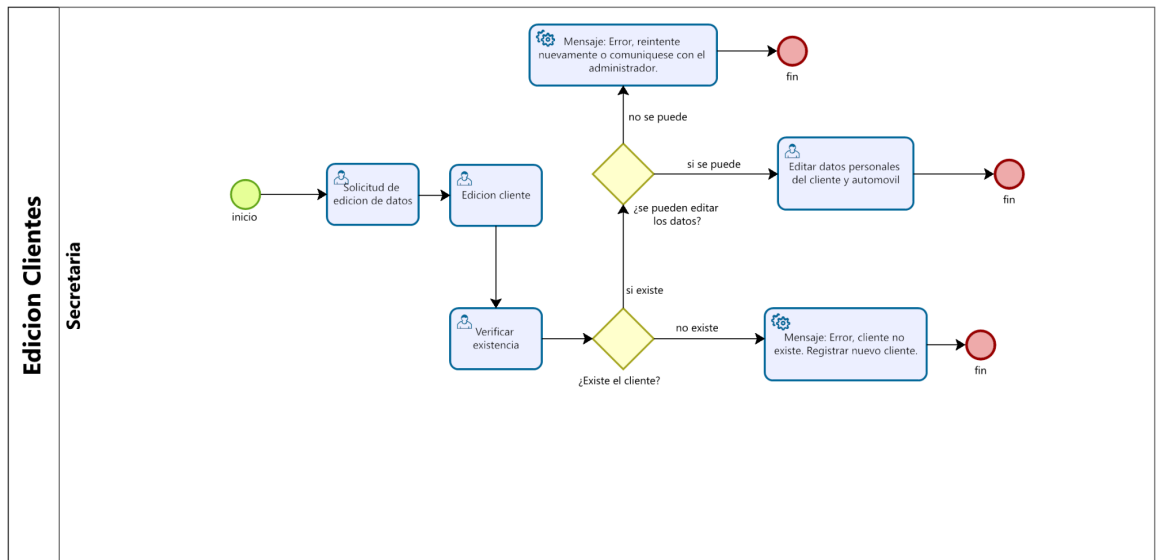 Edicion Clientes
Secretaria
inicio
Solicitud de
edicion de datos
Edicion cliente
Verificar
existencia
¿Existe el cliente?
si existe
no existe
¿se pueden editar
los datos?
no se puede
si se puede
Mensaje: Error, reintente
nuevamente o comuniquese con el
administrador.
fin
Editar datos personales
del cliente y automovil
fin
Mensaje: Error, cliente no
existe. Registrar nuevo cliente.
fin